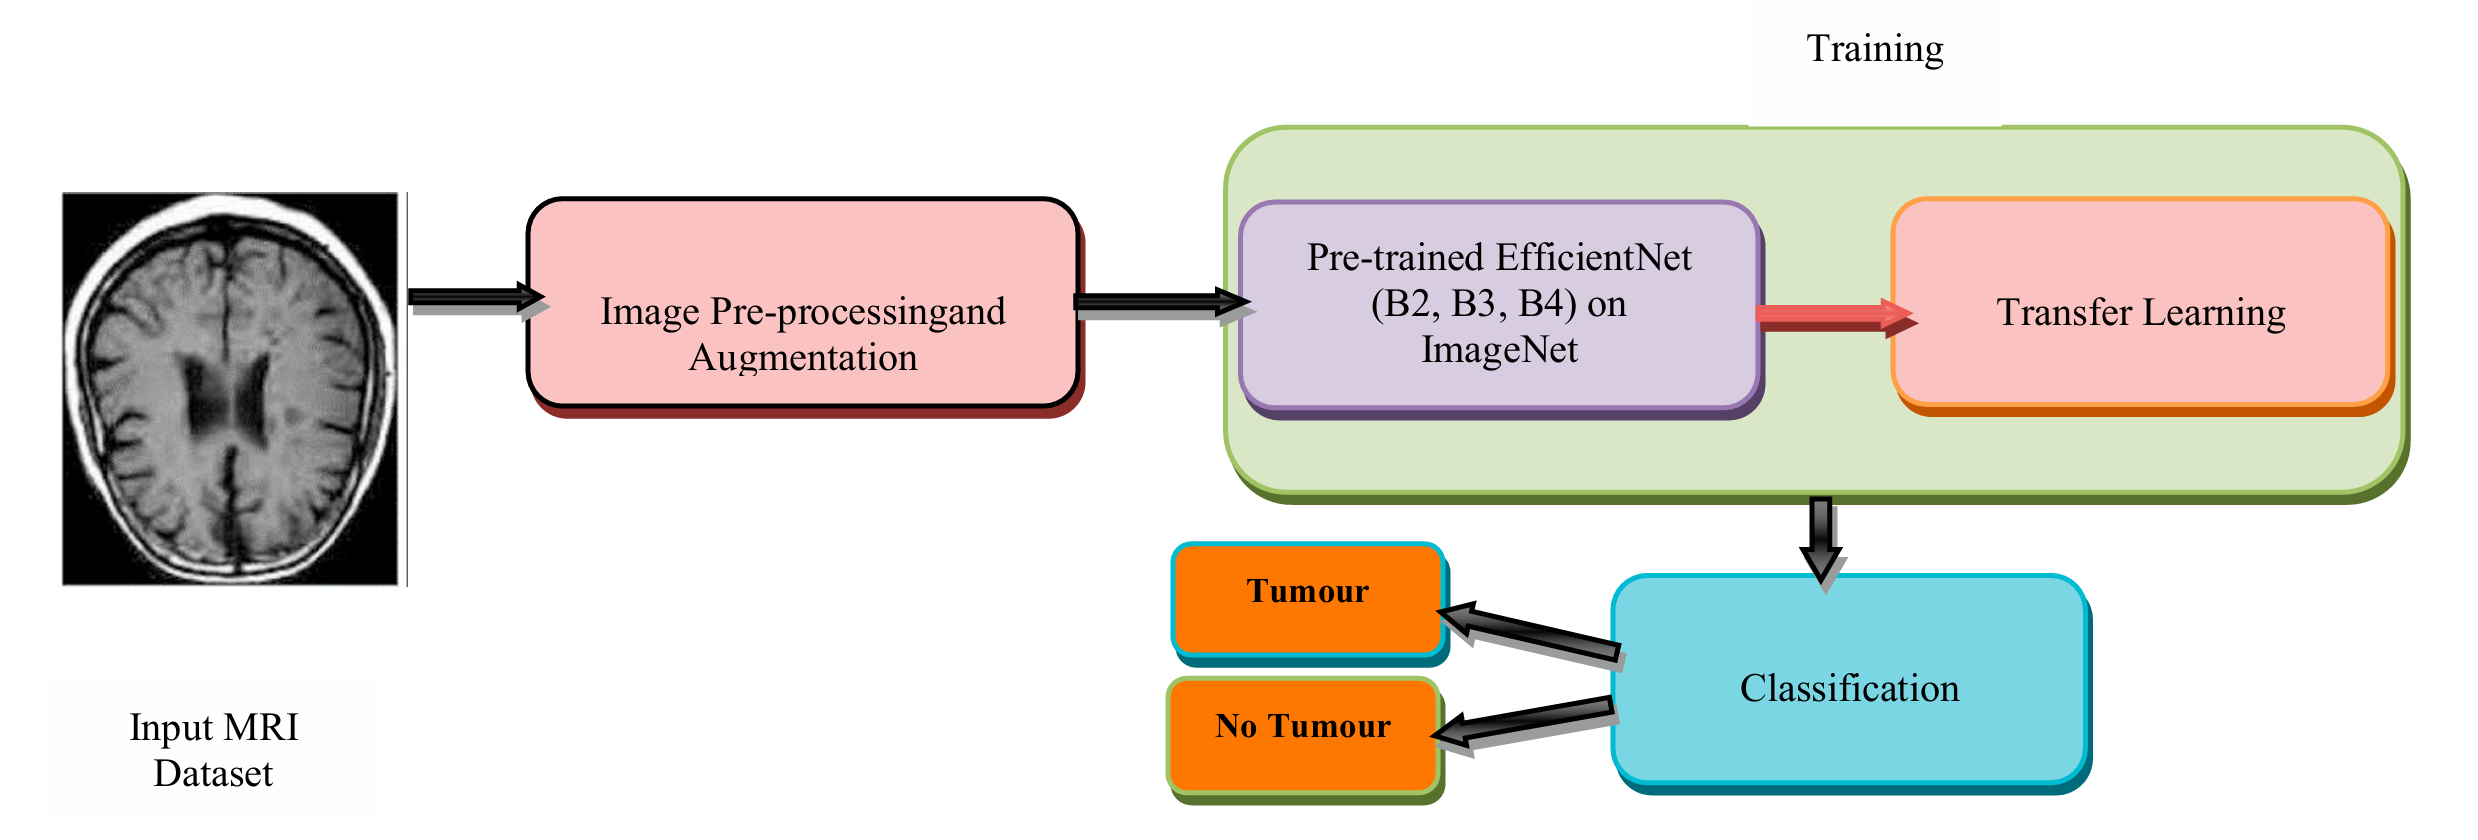 Training
Image Pre-processingand
Augmentation
Pre-trained EfficientNet
(B2, B3, B4) on
ImageNet
Transfer Learning
Tumour
No Tumour
Classification
Input MRI
Dataset